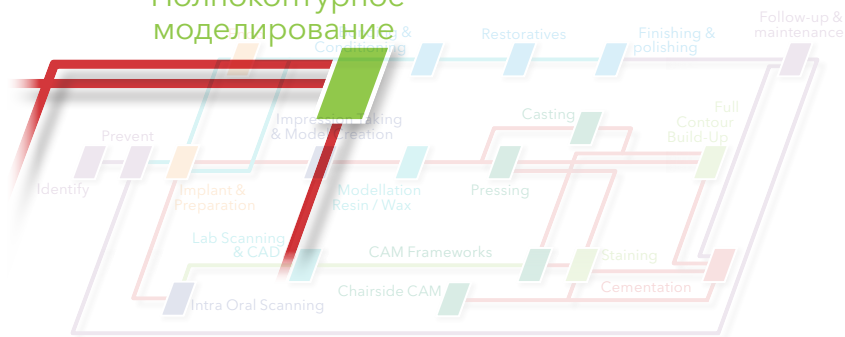 Полноконтурное
моделирование
Follow-up &
maintenance
Conditioning
Restoratives
Finishing &
polishing
Impression Taking
& Model Creation
Casting
Full
Contour
Build-Up
Prevent
Identify
Implant &
Preparation
Modellation
Resin / Wax
Pressing
Lab Scanning
& CAD
CAM Frameworks
Staining
Intra Oral Scanning
Chairside CAM
Cementation